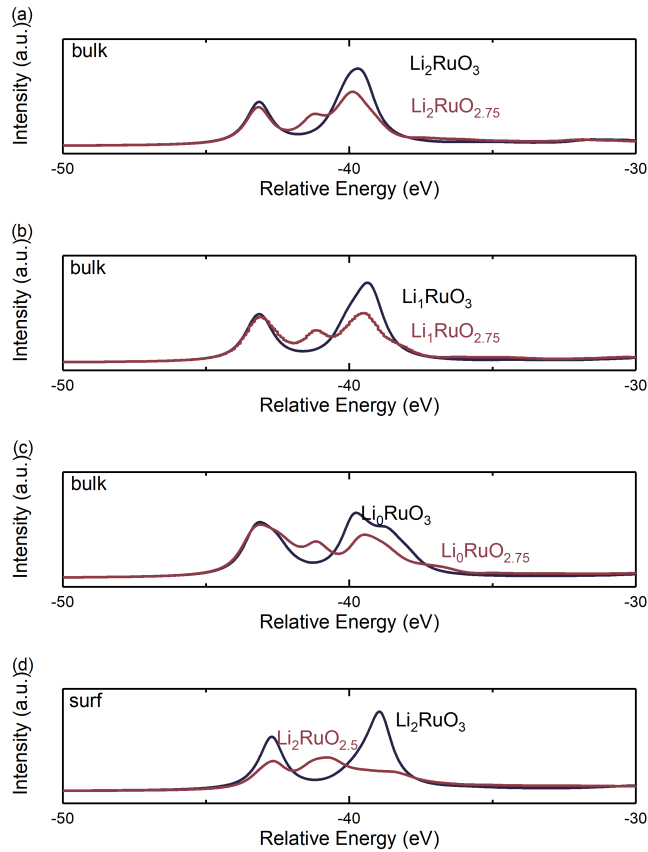 (a)
bulk
Li₂RuO₃
Li₂RuO₂.₇₅
Intensity (a.u.)
-50
-40
-30
Relative Energy (eV)
(b)
bulk
Li₁RuO₃
Li₁RuO₂.₇₅
Intensity (a.u.)
-50
-40
-30
Relative Energy (eV)
(c)
bulk
Li₀RuO₃
Li₀RuO₂.₇₅
Intensity (a.u.)
-50
-40
-30
Relative Energy (eV)
(d)
surf
Li₂RuO₃
Li₂RuO₂.₅
Intensity (a.u.)
-50
-40
-30
Relative Energy (eV)